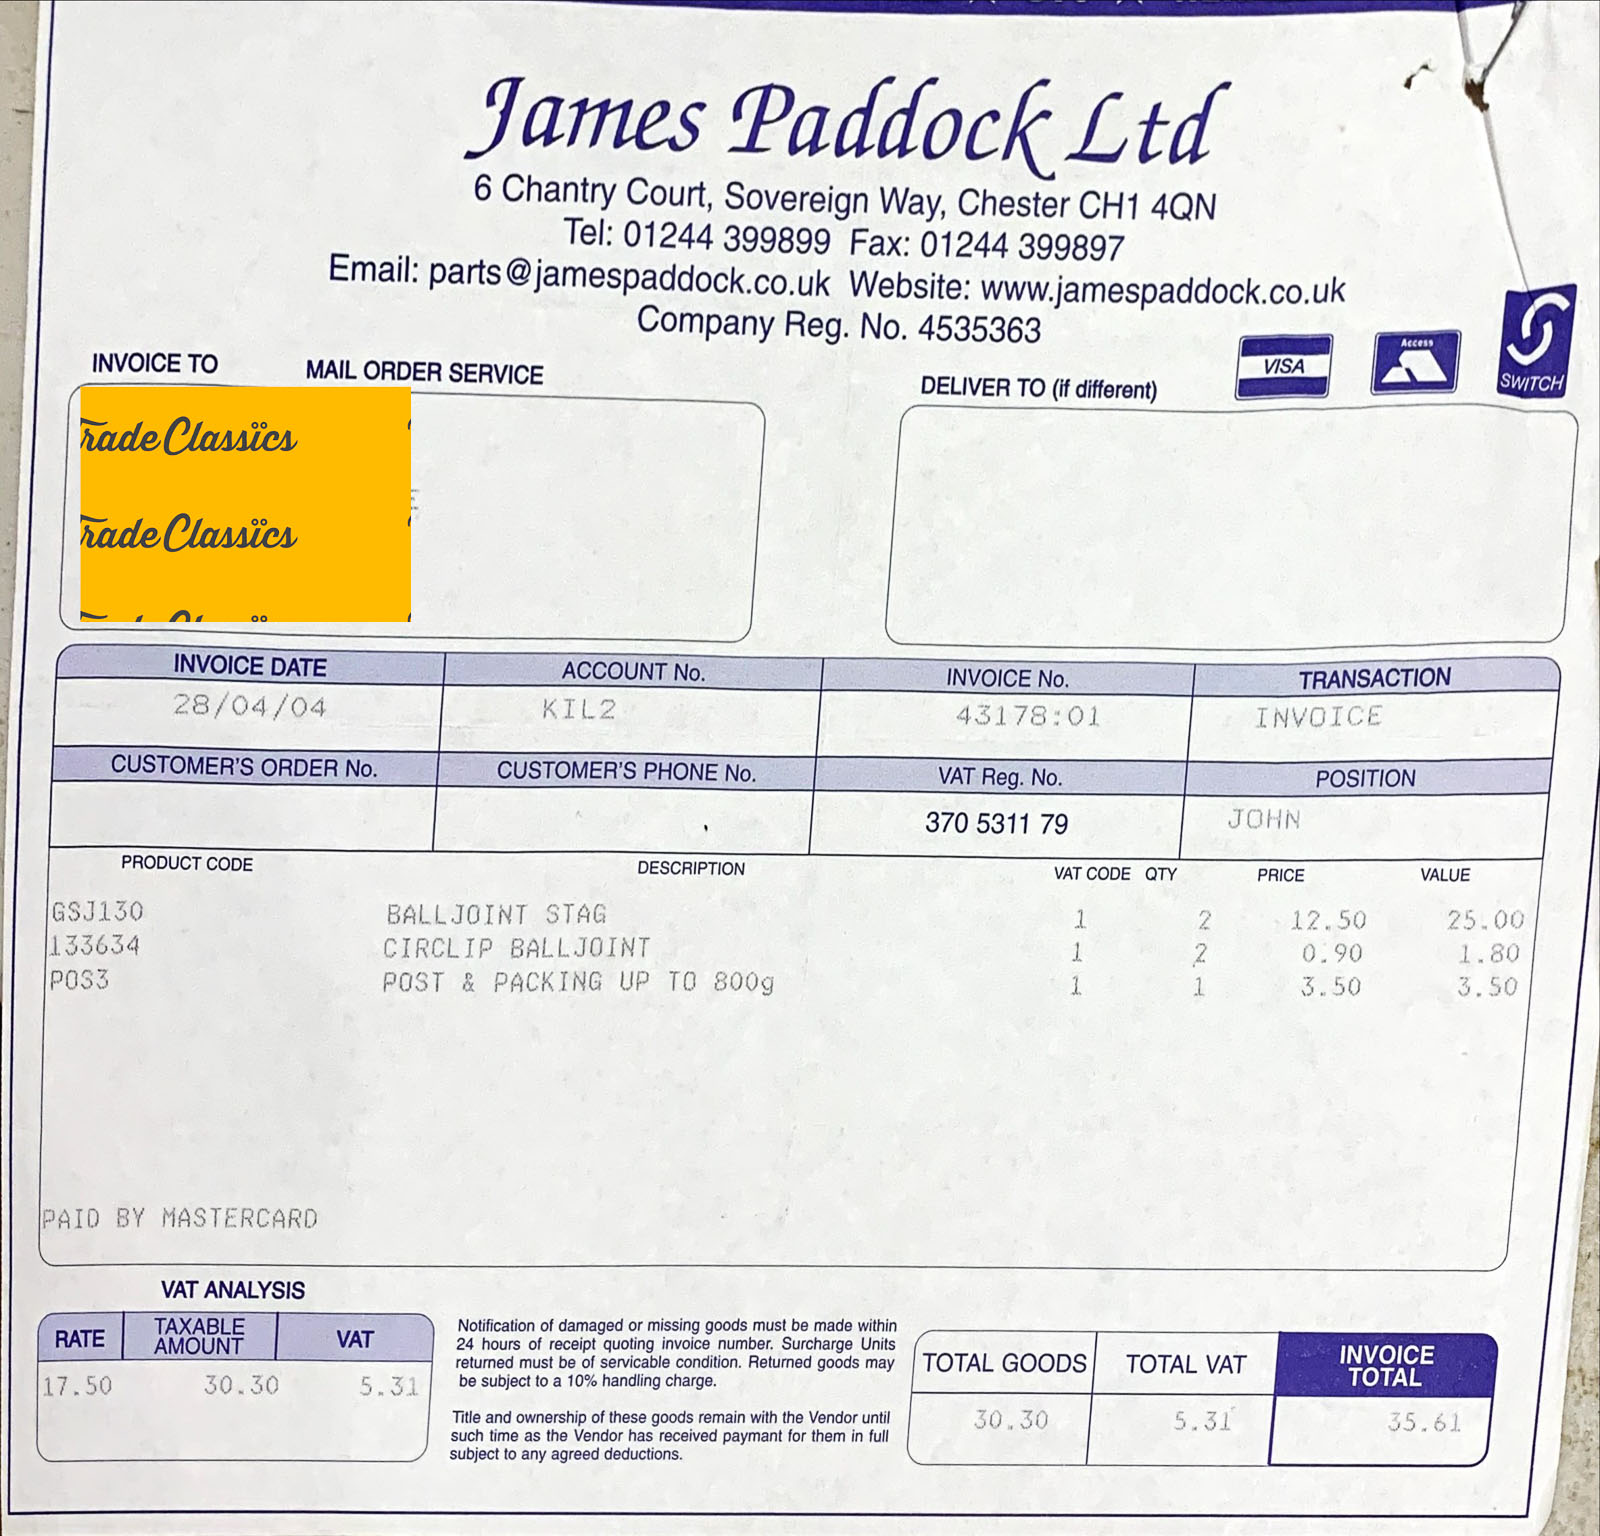 James Paddock Ltd
6 Chantry Court, Sovereign Way, Chester CH1 4QN
Tel: 01244 399899 Fax: 01244 399897
Email: parts@jamespaddock.co.uk Website: www.jamespaddock.co.uk
Company Reg. No. 4535363
VISA
Access
SWITCH
INVOICE TO MAIL ORDER SERVICE DELIVER TO (if different)
Trade Classics
Trade Classics
INVOICE DATE ACCOUNT No. INVOICE No. TRANSACTION
28/04/04 KIL2 43178:01 INVOICE
CUSTOMER'S ORDER No. CUSTOMER'S PHONE No. VAT Reg. No. POSITION
370 5311 79 JOHN
PRODUCT CODE DESCRIPTION VAT CODE QTY PRICE VALUE
GSJ130 BALLJOINT STAG 1 2 12.50 25.00
133634 CIRCLIP BALLJOINT 1 2 0.90 1.80
POS3 POST & PACKING UP TO 800g 1 1 3.50 3.50
PAID BY MASTERCARD
VAT ANALYSIS
RATE TAXABLE AMOUNT VAT
17.50 30.30 5.31
Notification of damaged or missing goods must be made within
24 hours of receipt quoting invoice number. Surcharge Units
returned must be of servicable condition. Returned goods may
be subject to a 10% handling charge.
Title and ownership of these goods remain with the Vendor until
such time as the Vendor has received paymant for them in full
subject to any agreed deductions.
TOTAL GOODS TOTAL VAT INVOICE TOTAL
30.30 5.31 35.61